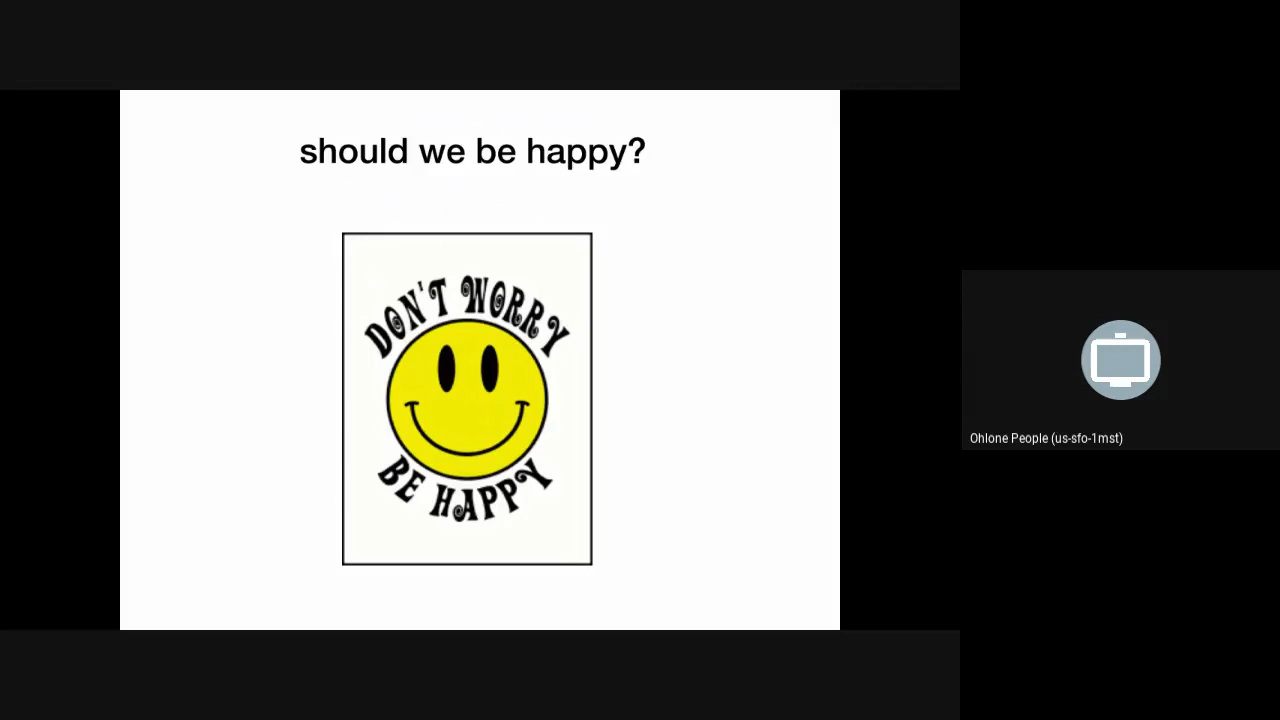 should we be happy?
DON'T WORRY
BE HAPPY
Ohlone People (us-sfo-1mst)